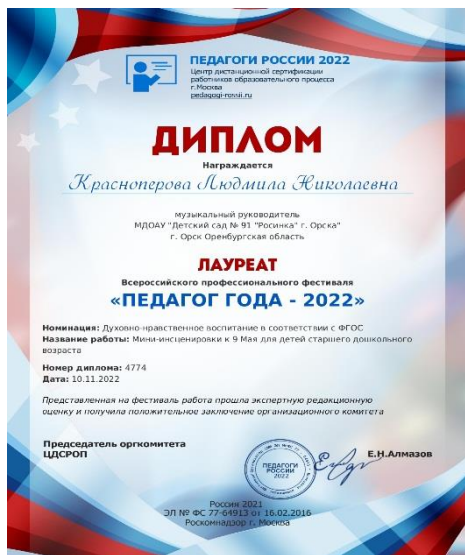 ПЕДАГОГИ РОССИИ 2022
Центр дистанционной сертификации
работников образовательного процесса
г.Москва
pedagogi-rossii.ru
ДИПЛОМ
Награждается
Красноперова Людмила Николаевна
музыкальный руководитель
МДОАУ "Детский сад № 91 "Росинка" г. Орска"
г. Орск Оренбургская область
ЛАУРЕАТ
Всероссийского профессионального фестиваля
«ПЕДАГОГ ГОДА - 2022»
Номинация: Духовно-нравственное воспитание в соответствии с ФГОС
Название работы: Мини-инсценировки к 9 Мая для детей старшего дошкольного
возраста
Номер диплома: 4774
Дата: 10.11.2022
Представленная на фестиваль работа прошла экспертную редакционную
оценку и получила положительное заключение организационного комитета
Председатель оргкомитета
ЦДСРОП
ПЕДАГОГИ
РОССИИ
2022
Е.Н.Алмазов
Россия 2021
ЭЛ № ФС 77-64913 от 16.02.2016
Роскомнадзор г. Москва